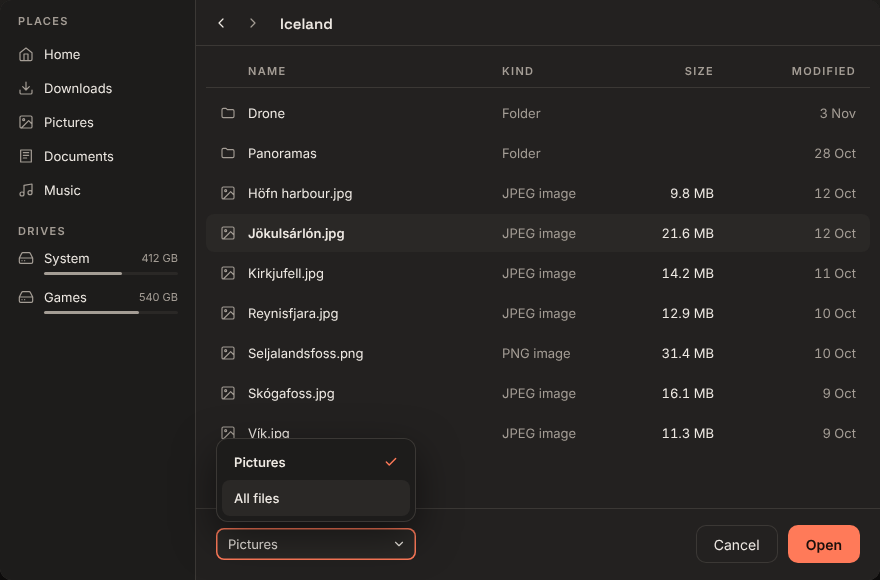 PLACES
Home
Downloads
Pictures
Documents
Music
DRIVES
System 412 GB
Games 540 GB
Iceland
NAME KIND SIZE MODIFIED
Drone Folder 3 Nov
Panoramas Folder 28 Oct
Höfn harbour.jpg JPEG image 9.8 MB 12 Oct
Jökulsárlón.jpg JPEG image 21.6 MB 12 Oct
Kirkjufell.jpg JPEG image 14.2 MB 11 Oct
Reynisfjara.jpg JPEG image 12.9 MB 10 Oct
Seljalandsfoss.png PNG image 31.4 MB 10 Oct
Skógafoss.jpg JPEG image 16.1 MB 9 Oct
Vík.jpg JPEG image 11.3 MB 9 Oct
Pictures
All files
Pictures
Cancel Open